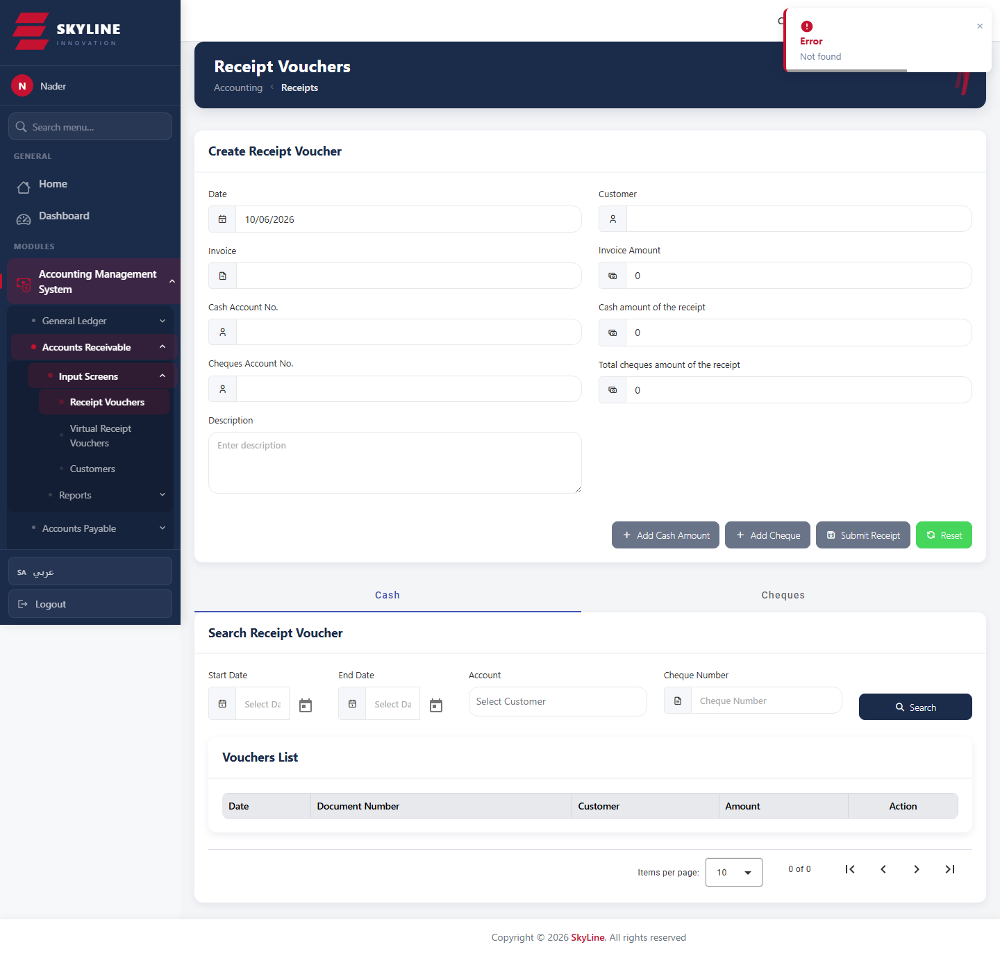 SKYLINE
INNOVATION
N
Nader
Search menu...
GENERAL
Home
Dashboard
MODULES
Accounting Management
System
General Ledger
Accounts Receivable
Input Screens
Receipt Vouchers
Virtual Receipt
Vouchers
Customers
Reports
Accounts Payable
SA عربي
Logout
Error
Not found
Receipt Vouchers
Accounting
Receipts
Create Receipt Voucher
Date
10/06/2026
Customer
Invoice
Invoice Amount
0
Cash Account No.
Cash amount of the receipt
0
Cheques Account No.
Total cheques amount of the receipt
0
Description
Enter description
Add Cash Amount
Add Cheque
Submit Receipt
Reset
Cash
Cheques
Search Receipt Voucher
Start Date
Select Da
End Date
Select Da
Account
Select Customer
Cheque Number
Cheque Number
Search
Vouchers List
Date
Document Number
Customer
Amount
Action
Items per page:
10
0 of 0
Copyright © 2026 SkyLine. All rights reserved